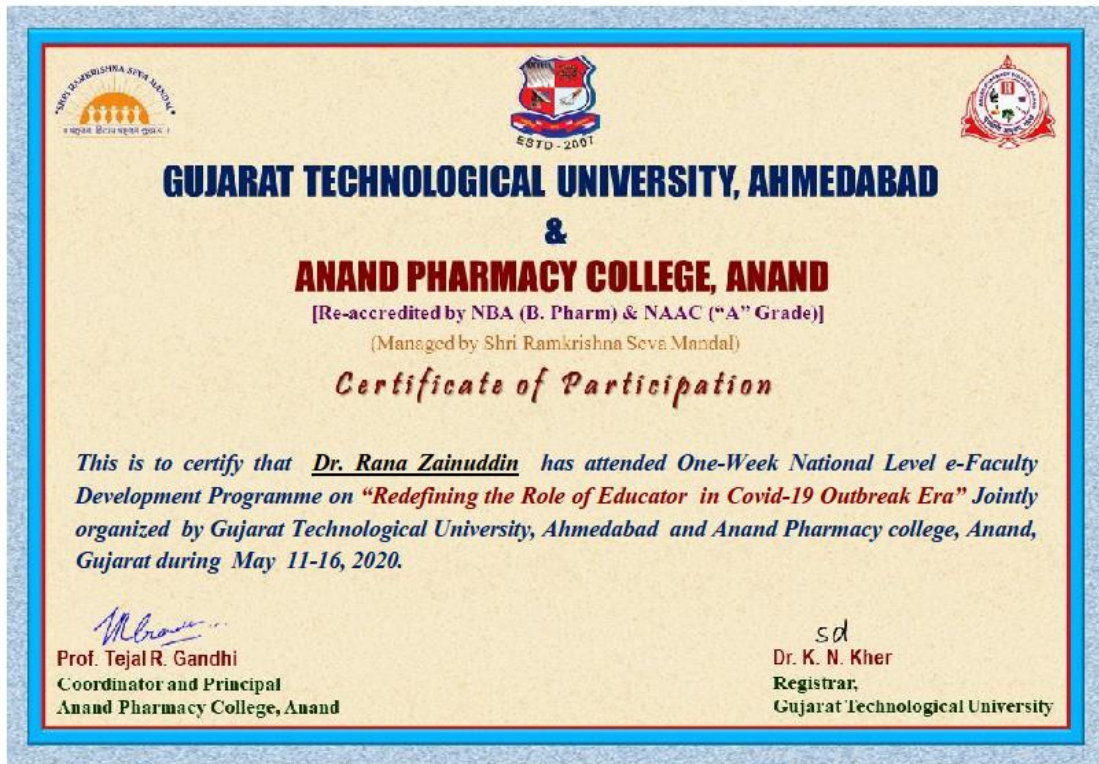 SHRI RAMKRISHNA SEVA MANDAL
ESTD - 2007
GUJARAT TECHNOLOGICAL UNIVERSITY, AHMEDABAD
&
ANAND PHARMACY COLLEGE, ANAND
[Re-accredited by NBA (B. Pharm) & NAAC (“A” Grade)]
(Managed by Shri Ramkrishna Seva Mandal)
Certificate of Participation
This is to certify that Dr. Rana Zainuddin has attended One-Week National Level e-Faculty
Development Programme on “Redefining the Role of Educator in Covid-19 Outbreak Era” Jointly
organized by Gujarat Technological University, Ahmedabad and Anand Pharmacy college, Anand,
Gujarat during May 11-16, 2020.
sd
Prof. Tejal R. Gandhi
Dr. K. N. Kher
Coordinator and Principal
Registrar,
Anand Pharmacy College, Anand
Gujarat Technological University